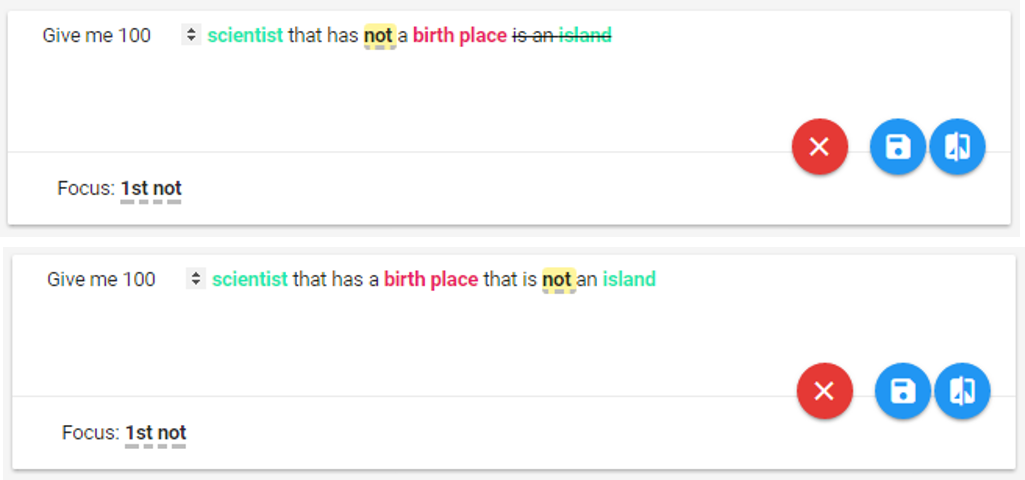 Give me 100 scientist that has not a birth place is an island
Focus: 1st not
Give me 100 scientist that has a birth place that is not an island
Focus: 1st not